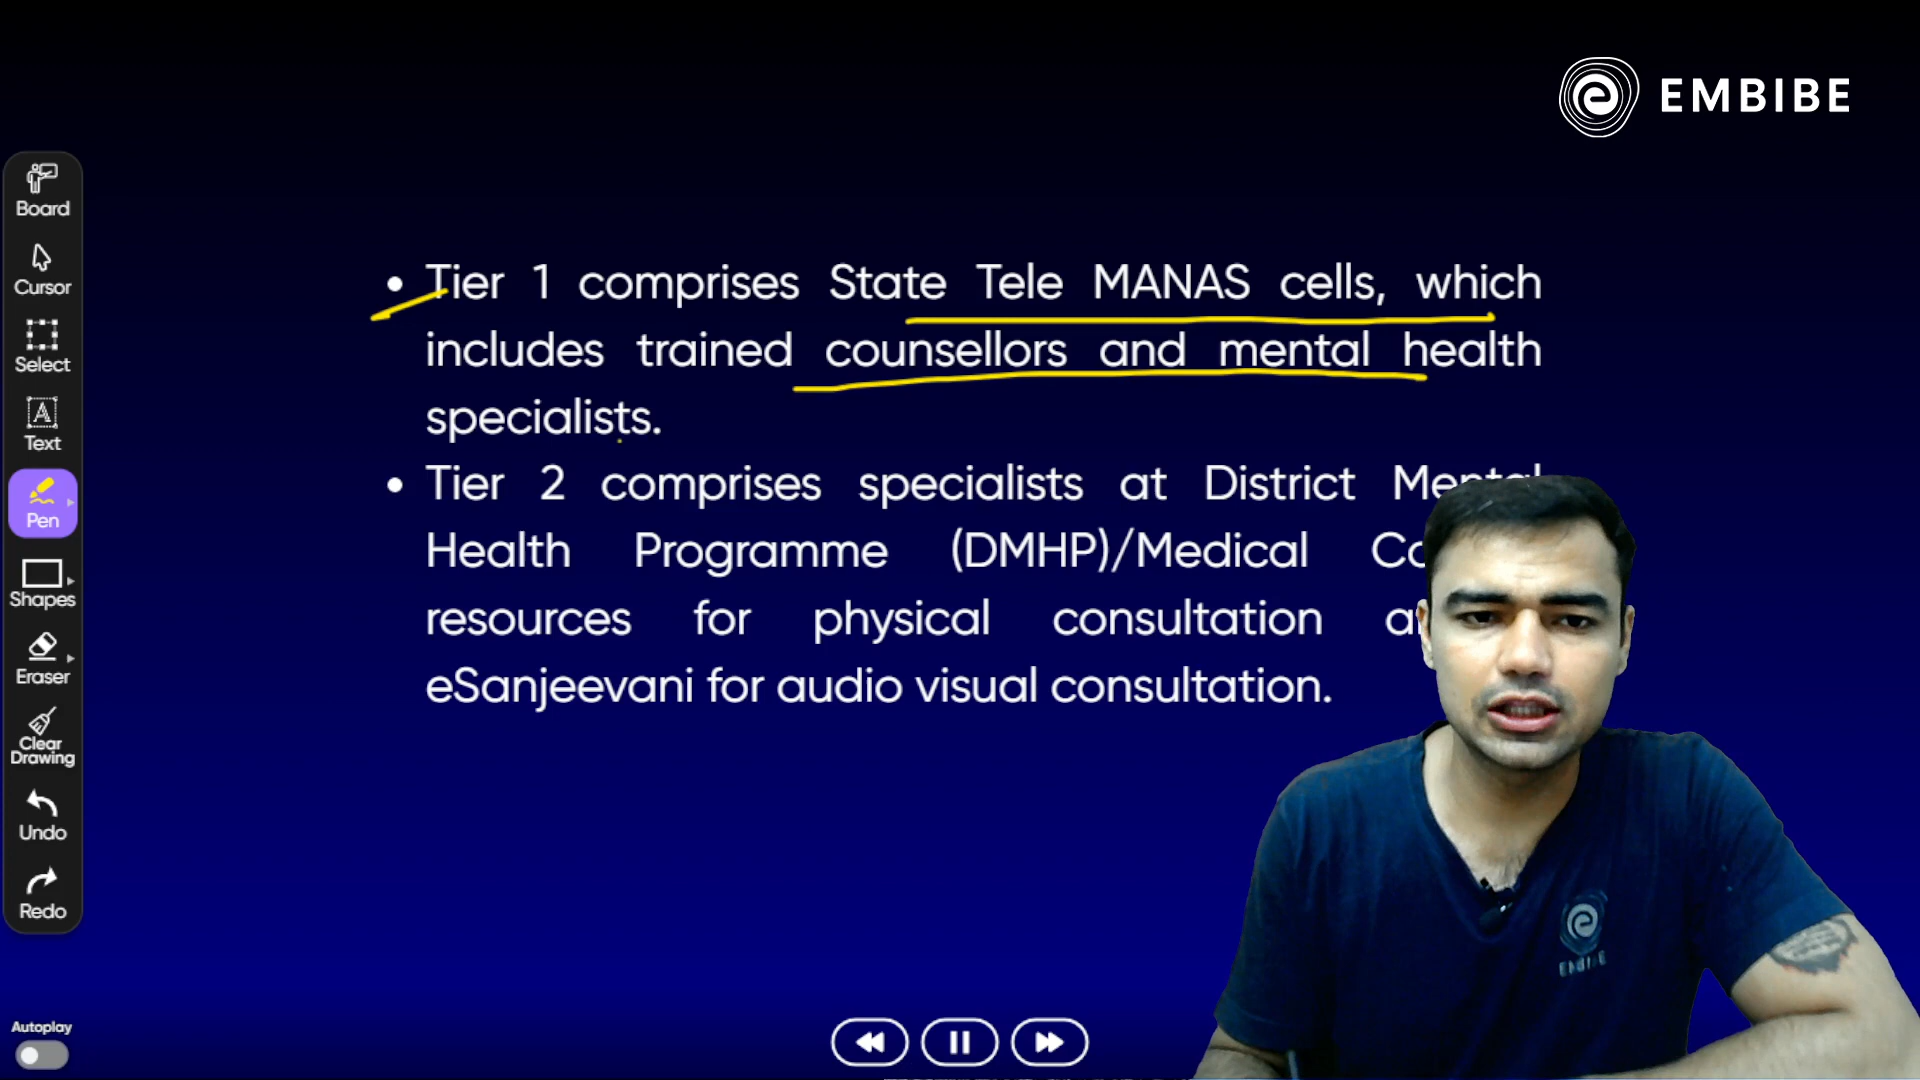 EMBIBE
Board
Cursor
Select
Text
Pen
Shapes
Eraser
Clear
Drawing
Undo
Redo
Autoplay
• Tier 1 comprises State Tele MANAS cells, which
includes trained counsellors and mental health
specialists.
• Tier 2 comprises specialists at District Mental
Health Programme (DMHP)/Medical
resources for physical consultation
eSanjeevani for audio visual consultation.
EMBIBE